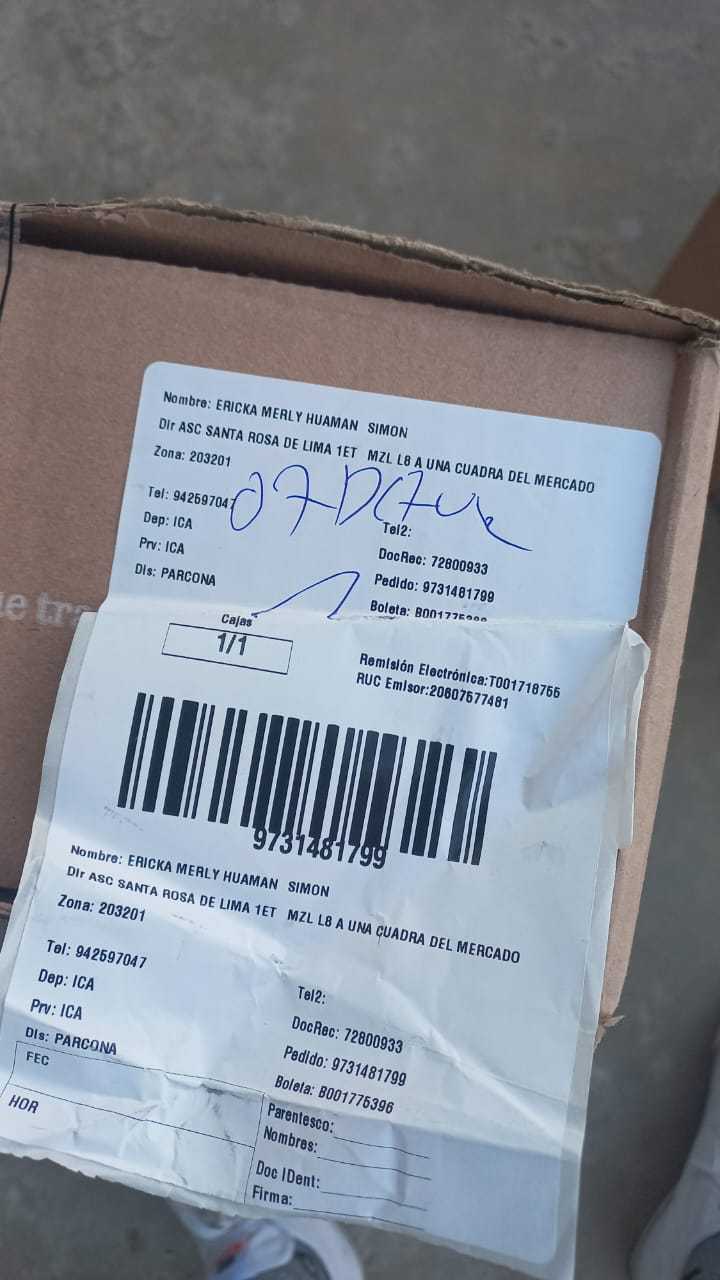 Nombre: ERICKA MERLY HUAMAN SIMON
Dir ASC SANTA ROSA DE LIMA 1ET MZL L8 A UNA CUADRA DEL MERCADO
Zona: 203201
Tel: 942597047
Tel2:
Dep: ICA
DocRec: 72800933
Prv: ICA
Pedido: 9731481799
Dis: PARCONA
Boleta: B001775396
Cajas
1/1
Remisión Electrónica:T001718755
RUC Emisor:20607577481
9731481799
Nombre: ERICKA MERLY HUAMAN SIMON
Dir ASC SANTA ROSA DE LIMA 1ET MZL L8 A UNA CUADRA DEL MERCADO
Zona: 203201
Tel: 942597047
Tel2:
Dep: ICA
DocRec: 72800933
Prv: ICA
Pedido: 9731481799
Dis: PARCONA
Boleta: B001775396
FEC
HOR
Parentesco:
Nombres:
Doc IDent:
Firma: